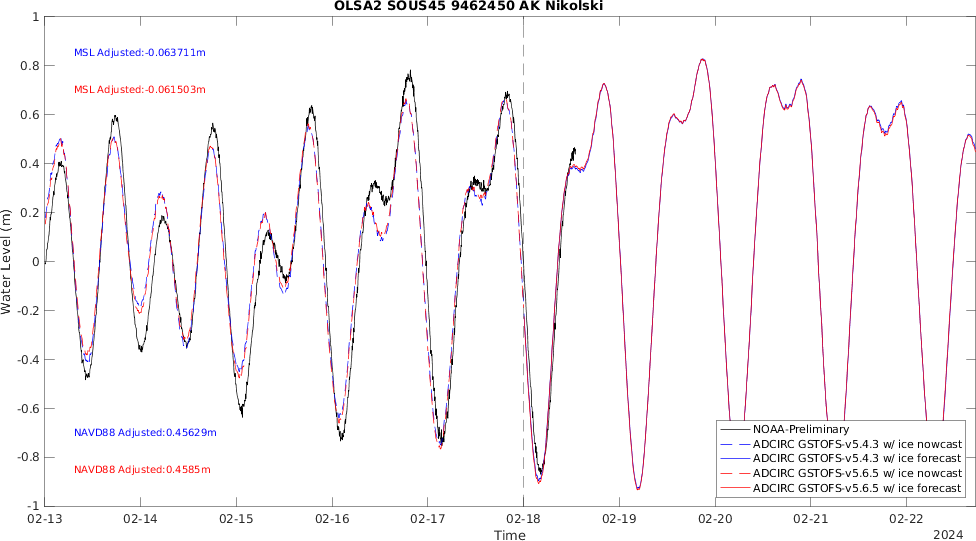 OLSA2 SOUS45 9462450 AK Nikolski
1
0.8
0.6
0.4
0.2
0
-0.2
-0.4
-0.6
-0.8
-1
Water Level (m)
MSL Adjusted:-0.063711m
MSL Adjusted:-0.061503m
NAVD88 Adjusted:0.45629m
NAVD88 Adjusted:0.4585m
NOAA-Preliminary
ADCIRC GSTOFS-v5.4.3 w/ ice nowcast
ADCIRC GSTOFS-v5.4.3 w/ ice forecast
ADCIRC GSTOFS-v5.6.5 w/ ice nowcast
ADCIRC GSTOFS-v5.6.5 w/ ice forecast
02-13 02-14 02-15 02-16 02-17 02-18 02-19 02-20 02-21 02-22
Time
2024